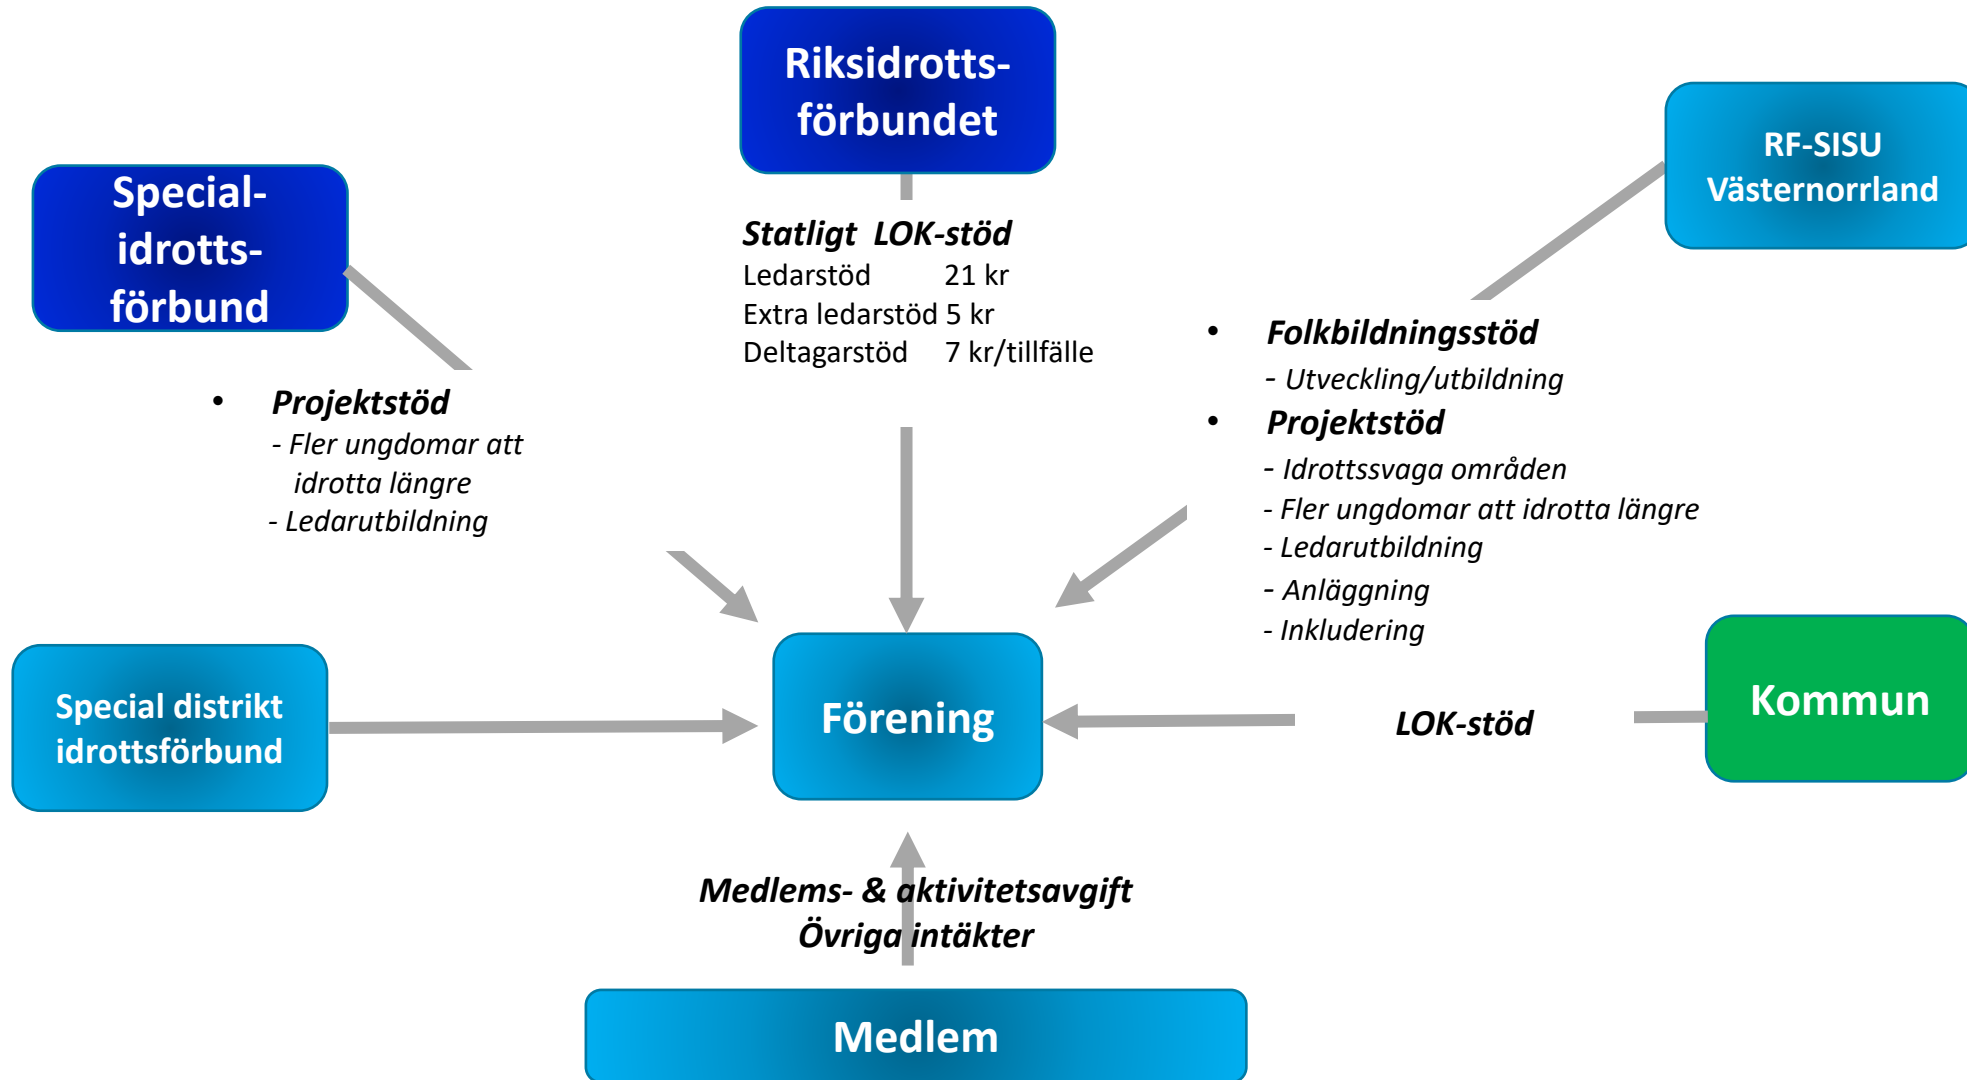 Riksidrotts-
förbundet
Special-
idrotts-
förbund
RF-SISU
Västernorrland
Statligt LOK-stöd
Ledarstöd 21 kr
Extra ledarstöd 5 kr
Deltagarstöd 7 kr/tillfälle
• Projektstöd
- Fler ungdomar att
idrotta längre
- Ledarutbildning
• Folkbildningsstöd
- Utveckling/utbildning
• Projektstöd
- Idrottssvaga områden
- Fler ungdomar att idrotta längre
- Ledarutbildning
- Anläggning
- Inkludering
Special distrikt
idrottsförbund
Förening
LOK-stöd
Kommun
Medlems- & aktivitetsavgift
Övriga intäkter
Medlem